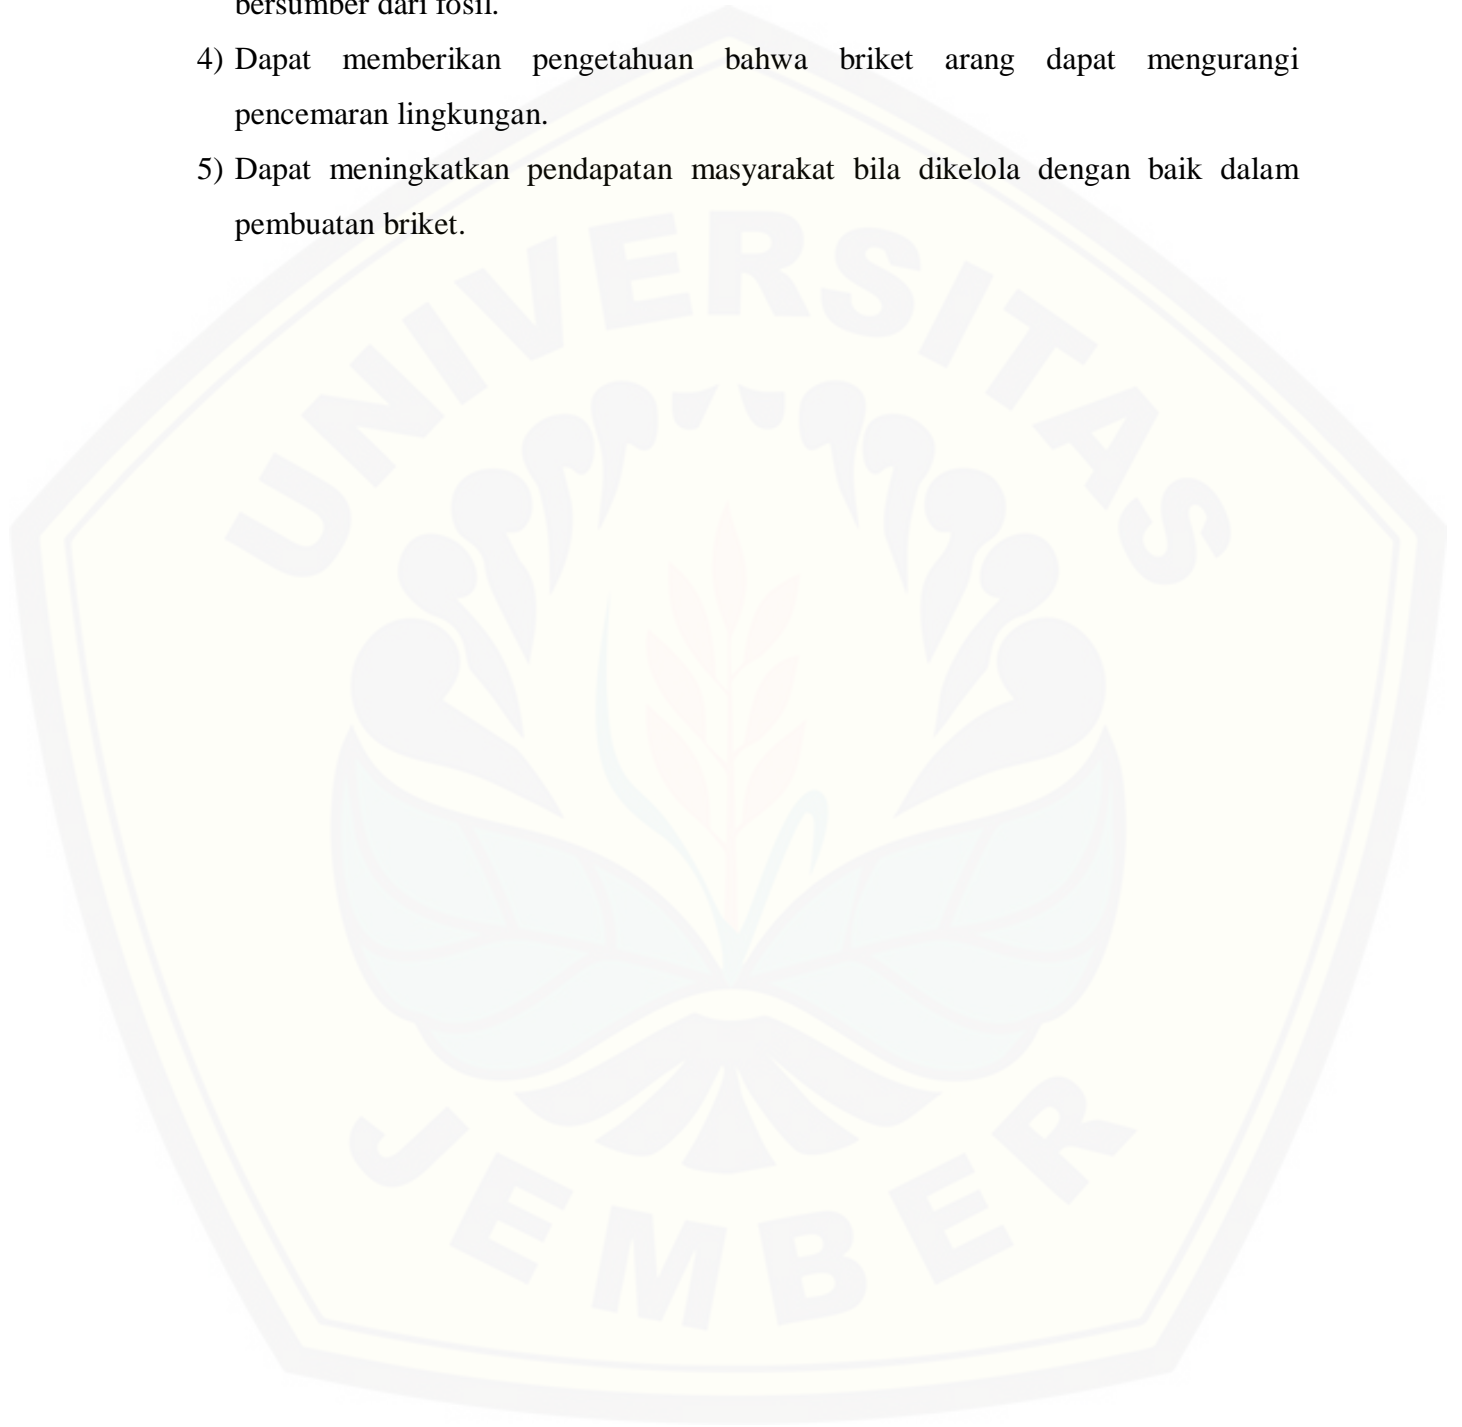 bersumber dari fosil.
4) Dapat memberikan pengetahuan bahwa briket arang dapat mengurangi
pencemaran lingkungan.
5) Dapat meningkatkan pendapatan masyarakat bila dikelola dengan baik dalam
pembuatan briket.
UNIVERSITAS
JEMBER